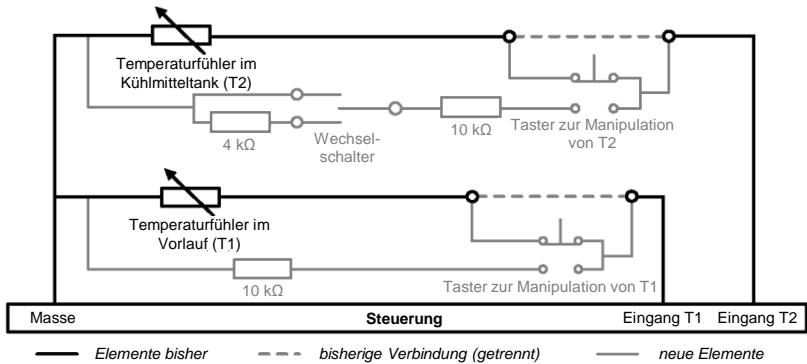 Temperaturfühler im
Kühlmitteltank (T2)
4 kΩ
Wechsel-
schalter
10 kΩ
Taster zur Manipulation
von T2
Temperaturfühler im
Vorlauf (T1)
10 kΩ
Taster zur Manipulation von T1
Masse Steuerung Eingang T1 Eingang T2
Elemente bisher bisherige Verbindung (getrennt) neue Elemente